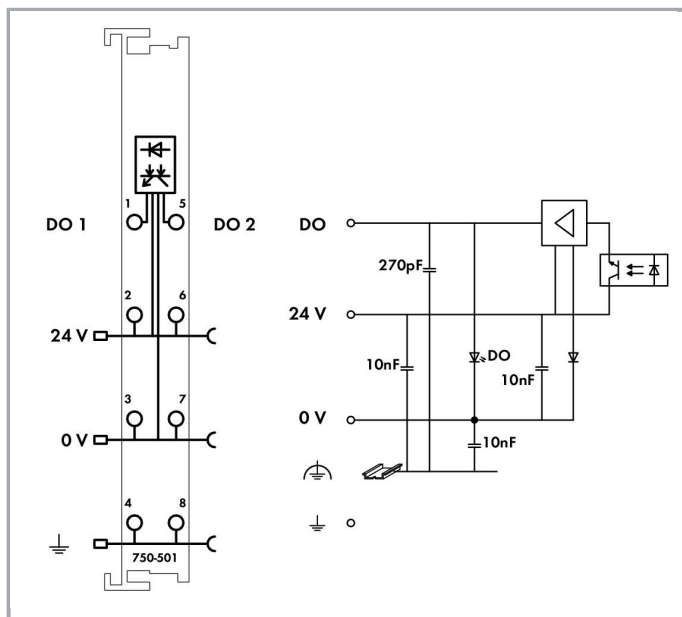 1 5
DO 1 DO 2 DO
270pF
2 6
24 V 24 V
10nF DO 10nF
3 7
0 V 0 V
10nF
4 8
750-501